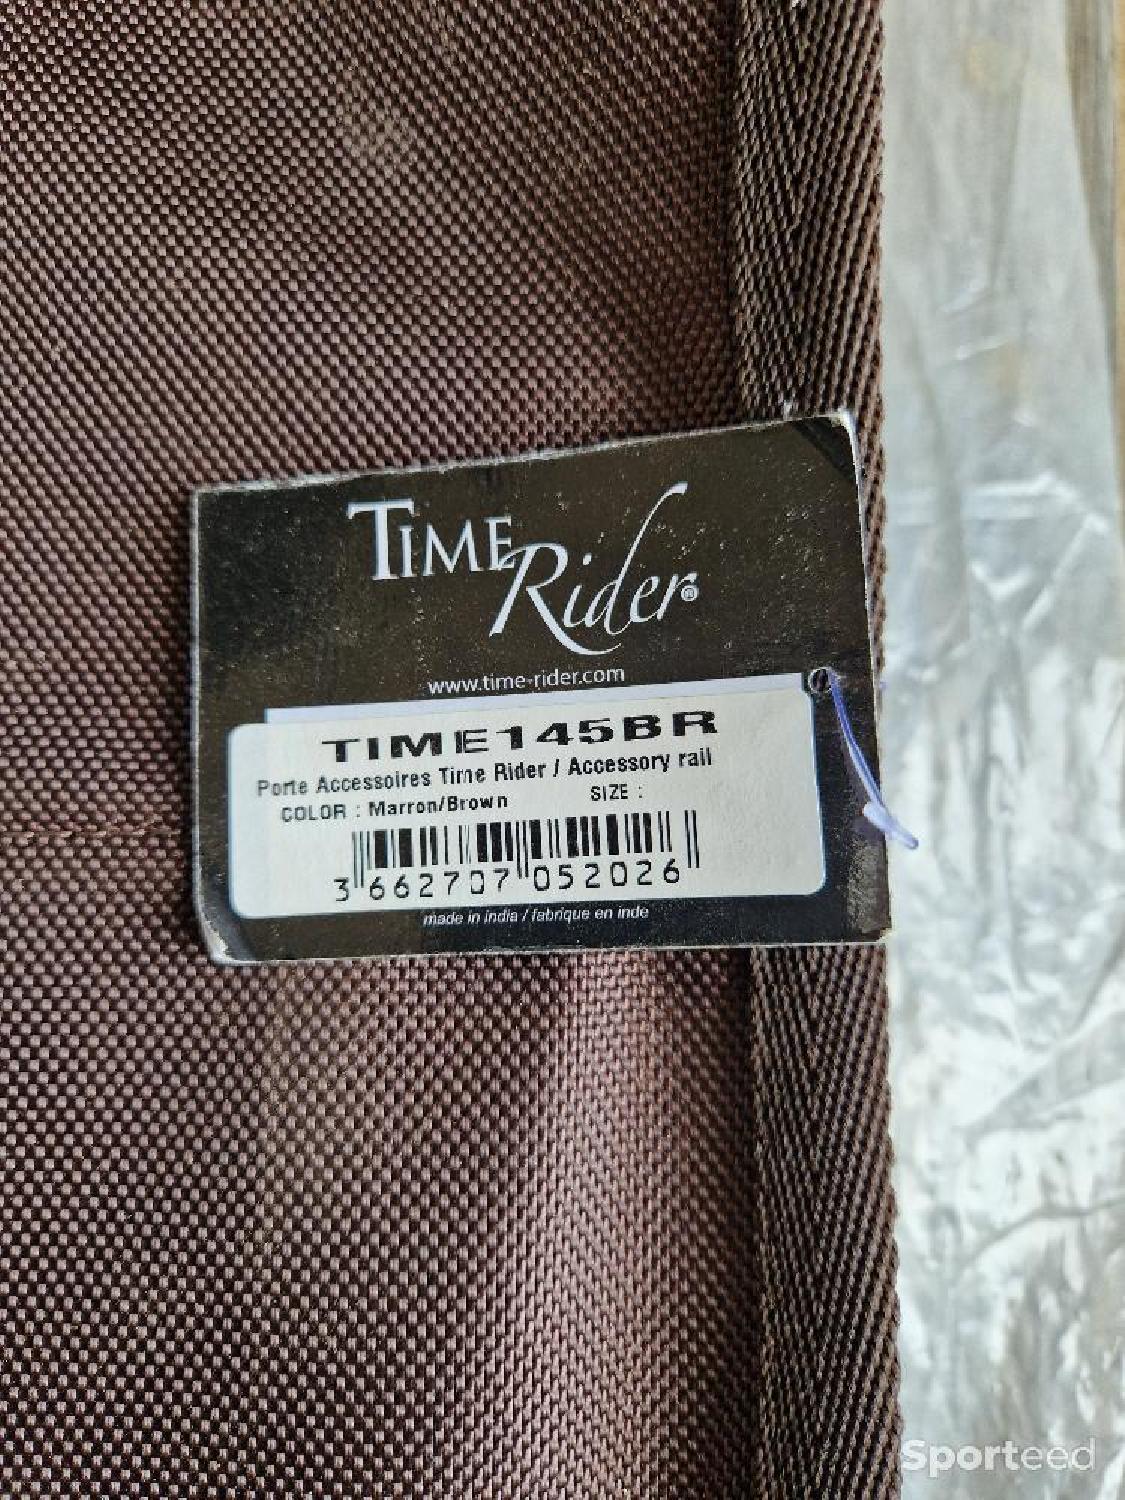 TIME
Rider®
www.time-rider.com
TIME145BR
Porte Accessoires Time Rider / Accessory rail
COLOR : Marron/Brown SIZE :
3 662707 052026
made in india / fabrique en inde
Sporteed